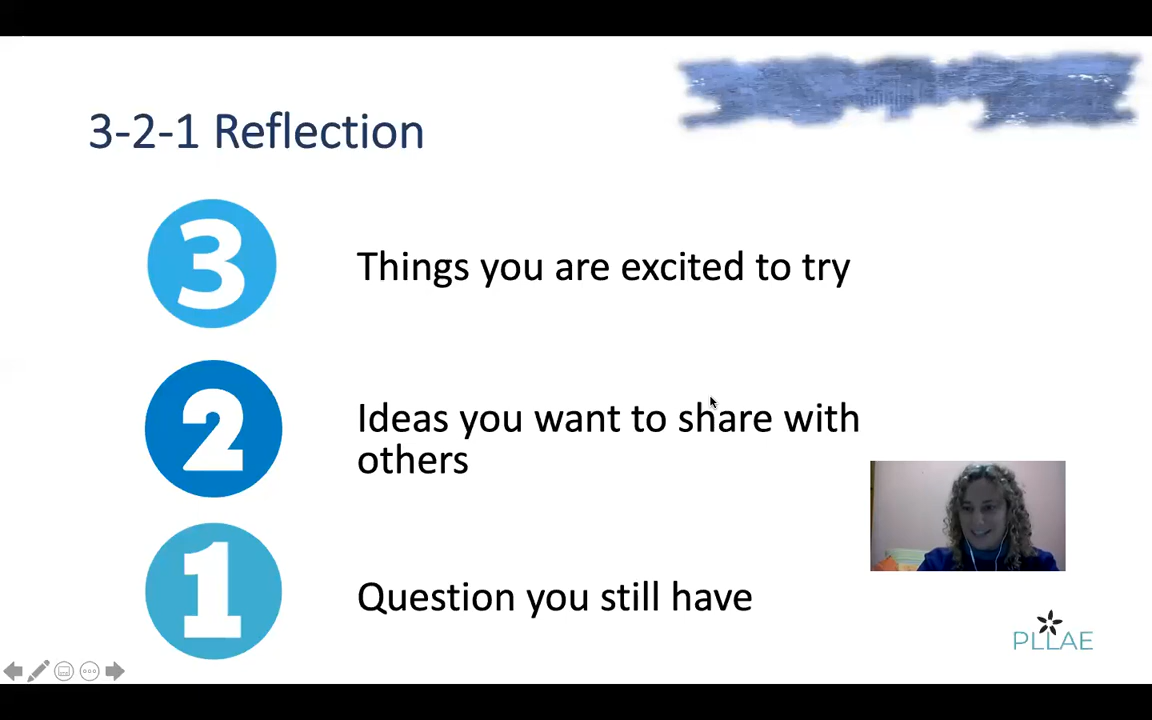 3-2-1 Reflection
3
Things you are excited to try
2
Ideas you want to share with
others
1
Question you still have
PLLAE